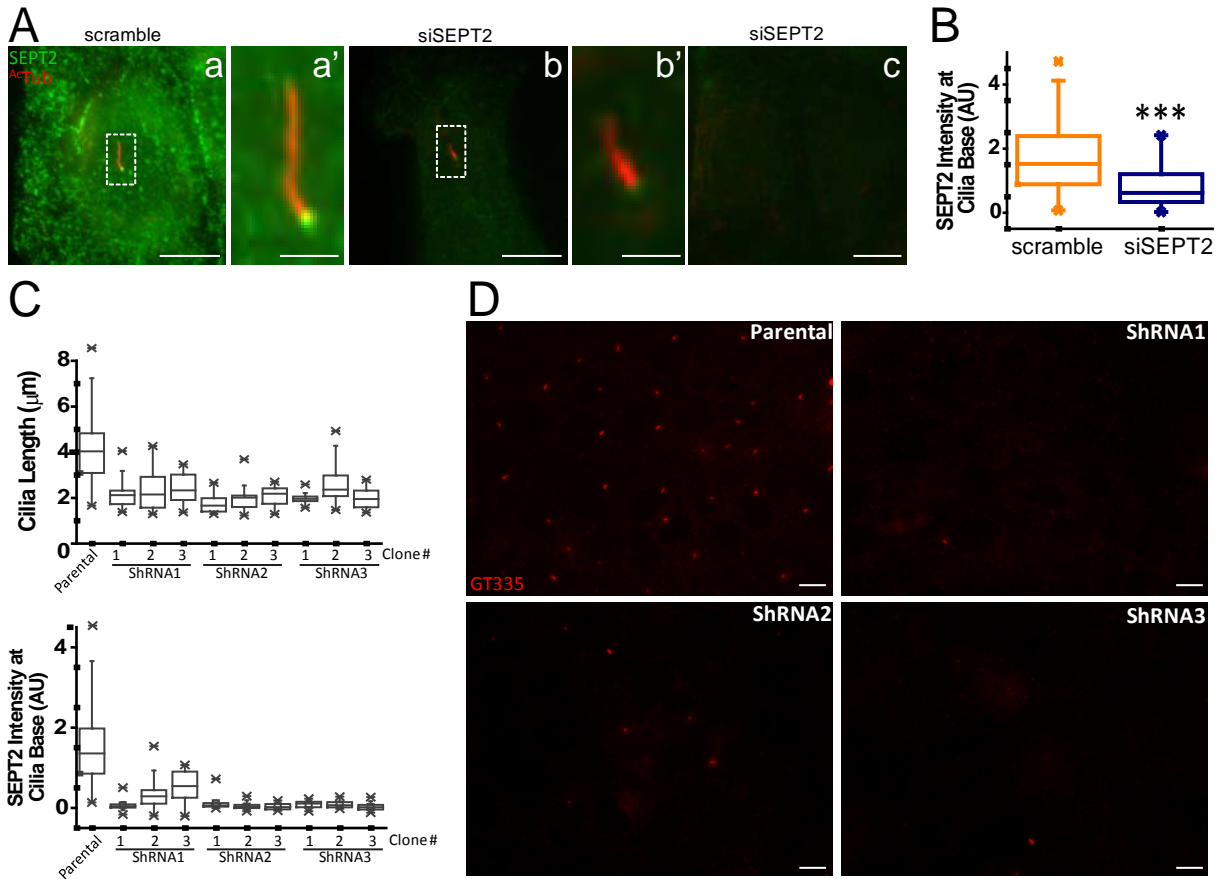 A
scramble
siSEPT2
siSEPT2
SEPT2
AcTub
a
a'
b
b'
c
B
SEPT2 Intensity at
Cilia Base (AU)
4
2
0
***
scramble
siSEPT2
C
Cilia Length (μm)
8
6
4
2
0
Parental
1 2 3 1 2 3 1 2 3 Clone #
ShRNA1 ShRNA2 ShRNA3
SEPT2 Intensity at
Cilia Base (AU)
4
2
0
Parental
1 2 3 1 2 3 1 2 3 Clone #
ShRNA1 ShRNA2 ShRNA3
D
Parental
GT335
ShRNA1
ShRNA2
ShRNA3